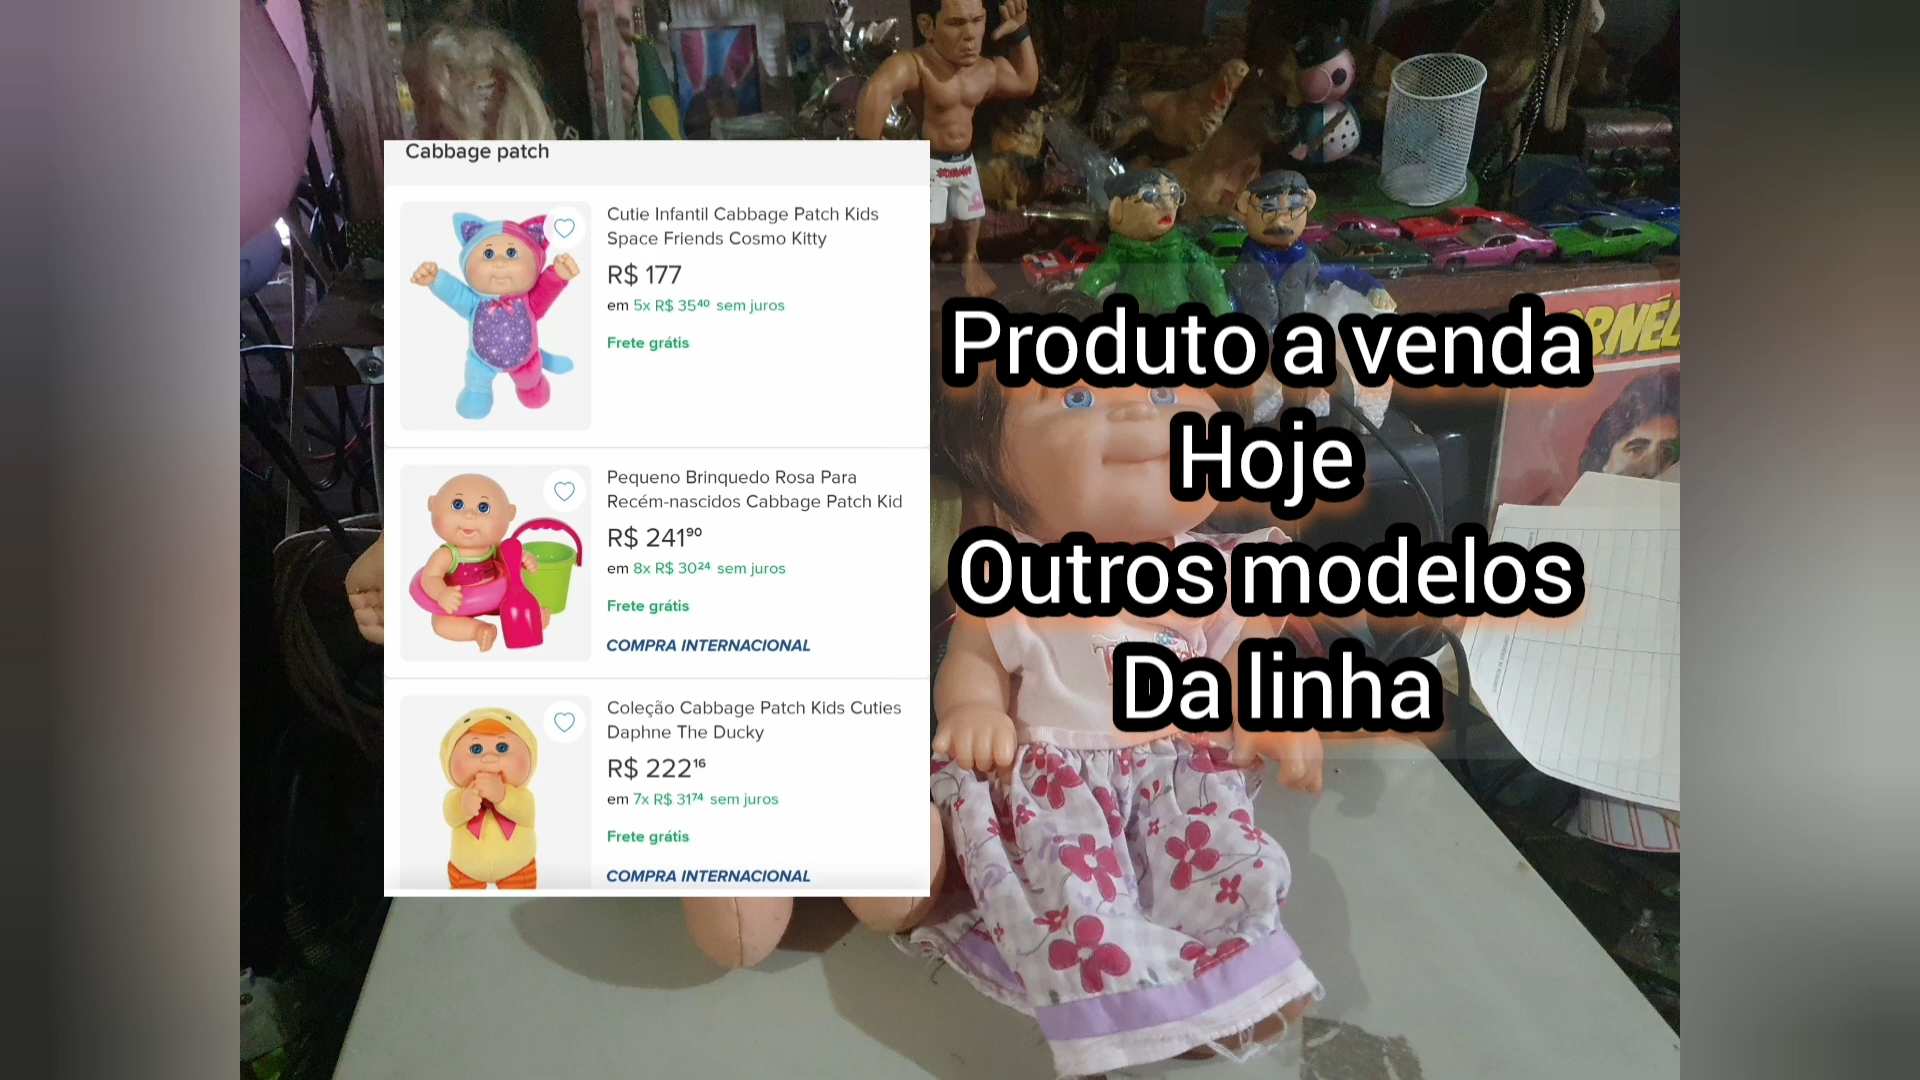 Cabbage patch
Cutie Infantil Cabbage Patch Kids
Space Friends Cosmo Kitty
R$ 177
em 5x R$ 35⁴⁰ sem juros
Frete grátis
Pequeno Brinquedo Rosa Para
Recém-nascidos Cabbage Patch Kid
R$ 241⁹⁰
em 8x R$ 30²⁴ sem juros
Frete grátis
COMPRA INTERNACIONAL
Coleção Cabbage Patch Kids Cuties
Daphne The Ducky
R$ 222¹⁶
em 7x R$ 31⁷⁴ sem juros
Frete grátis
COMPRA INTERNACIONAL
Produto a venda
Hoje
Outros modelos
Da linha